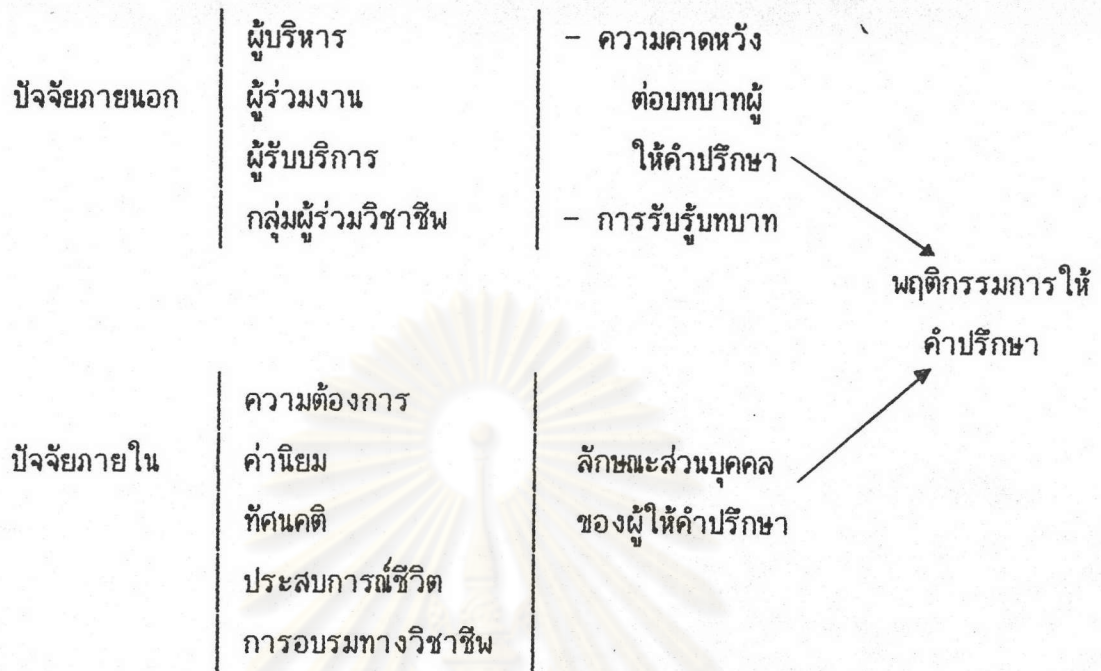 ผู้บริหาร - ความคาดหวัง
ปัจจัยภายนอก ผู้ร่วมงาน ต่อบทบาทผู้
ผู้รับบริการ ให้คำปรึกษา
กลุ่มผู้ร่วมวิชาชีพ - การรับรู้บทบาท
พฤติกรรมการให้
คำปรึกษา
ความต้องการ
ปัจจัยภายใน ค่านิยม ลักษณะส่วนบุคคล
ทัศนคติ ของผู้ให้คำปรึกษา
ประสบการณ์ชีวิต
การอบรมทางวิชาชีพ